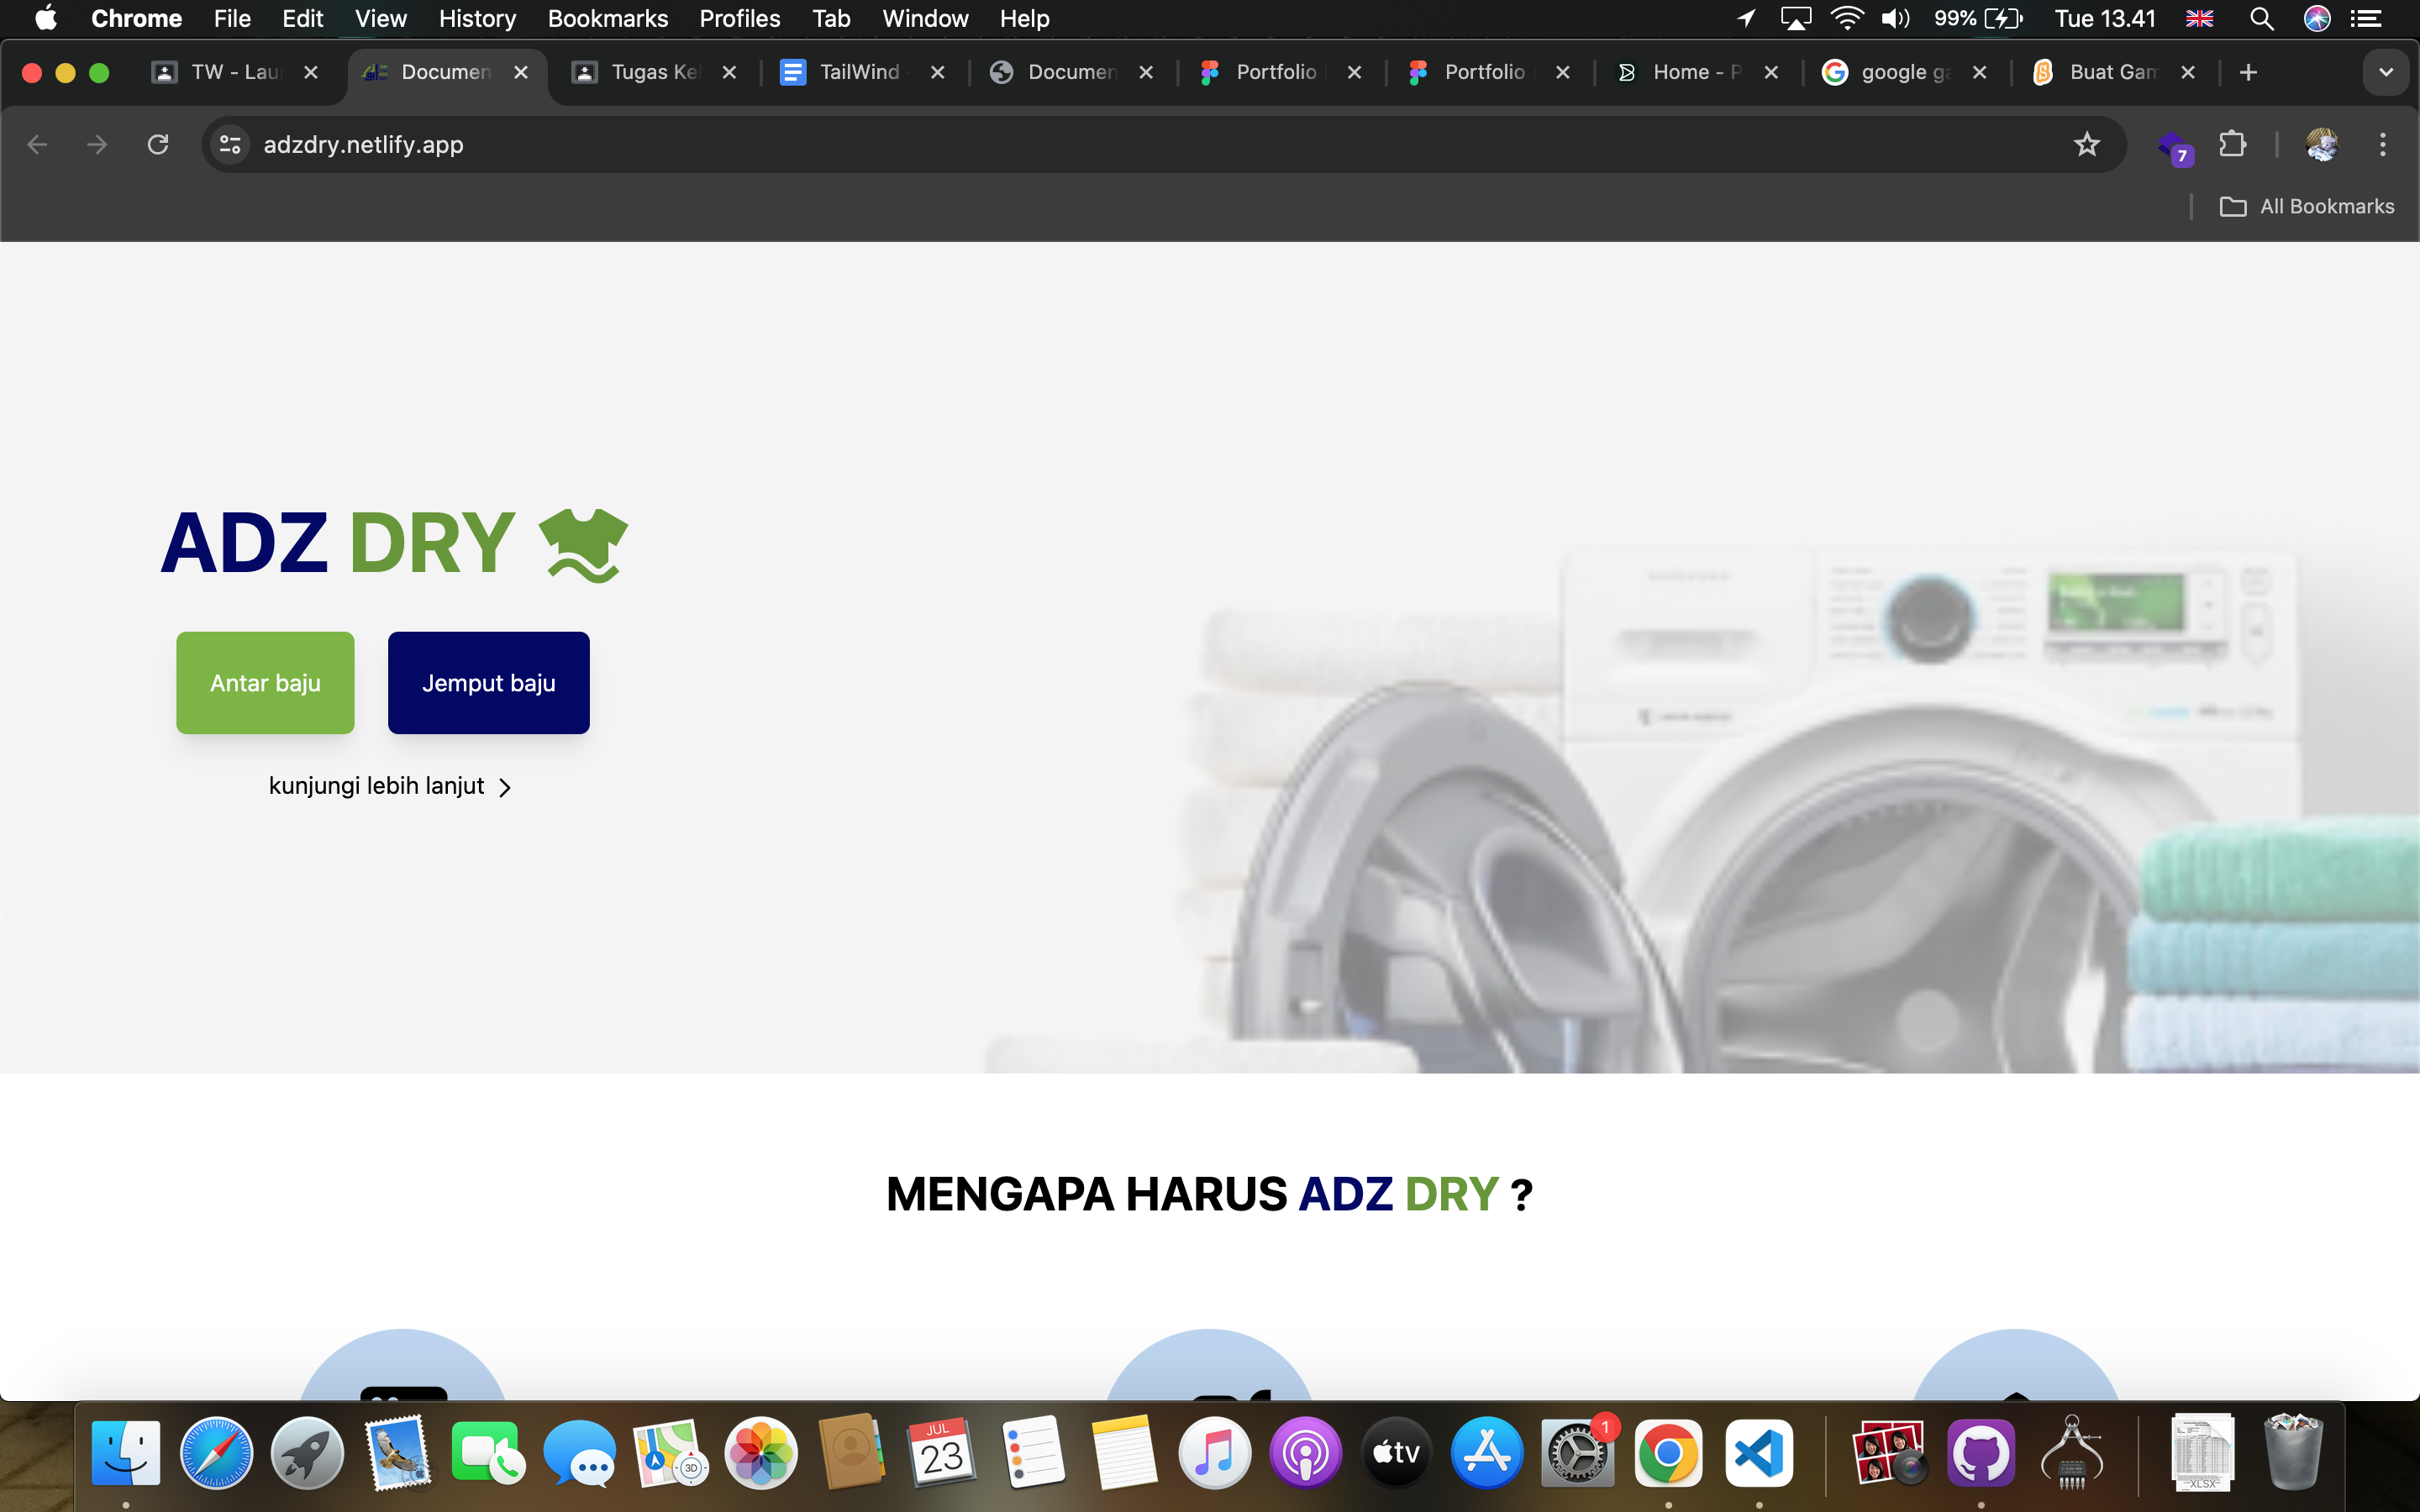 Chrome File Edit View History Bookmarks Profiles Tab Window Help 99% Tue 13.41
TW - Lau Documen Tugas Ke TailWind Documen Portfolio Portfolio Home - P google ga Buat Gam
adzdry.netlify.app 7
All Bookmarks
ADZ DRY
Antar baju Jemput baju
kunjungi lebih lanjut
MENGAPA HARUS ADZ DRY ?
JUL
23
3D
tv
1
XLSX